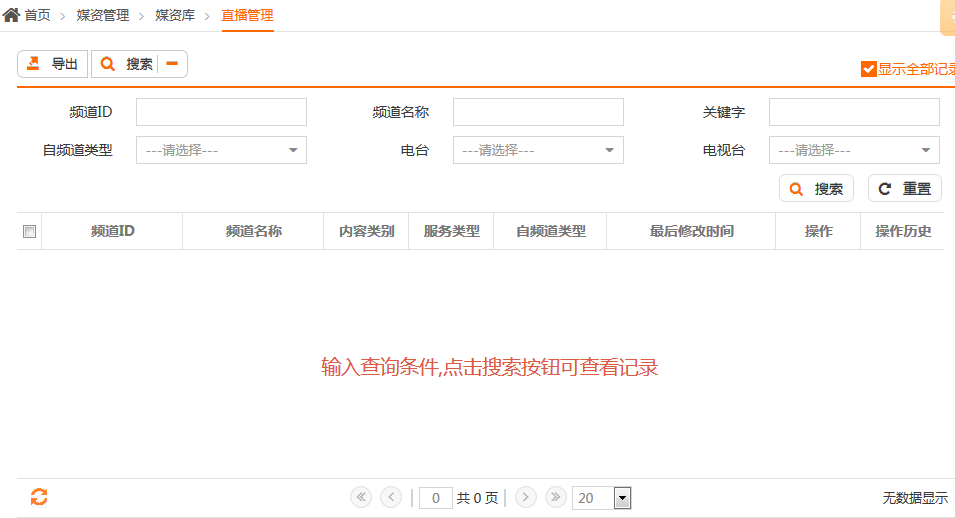 首页 > 媒资管理 > 媒资库 > 直播管理
导出 搜索
显示全部记录
频道ID 频道名称 关键字
自频道类型 ---请选择--- 电台 ---请选择--- 电视台 ---请选择---
搜索 重置
频道ID 频道名称 内容类别 服务类型 自频道类型 最后修改时间 操作 操作历史
输入查询条件,点击搜索按钮可查看记录
0 共 0 页 20 无数据显示